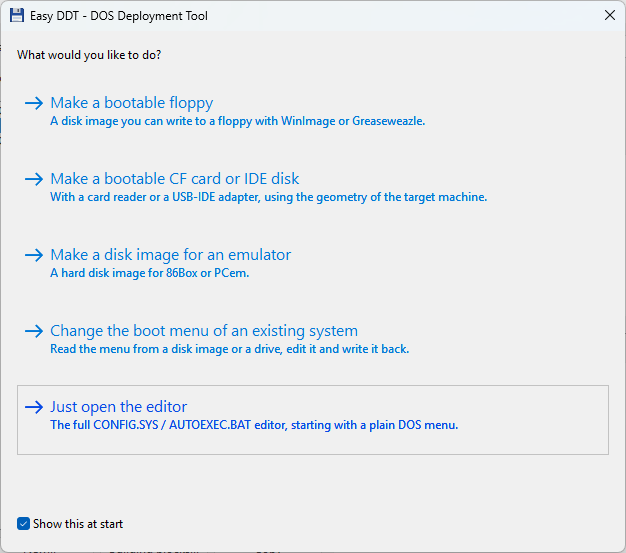 Easy DDT - DOS Deployment Tool
What would you like to do?
Make a bootable floppy
A disk image you can write to a floppy with WinImage or Greaseweazle.
Make a bootable CF card or IDE disk
With a card reader or a USB-IDE adapter, using the geometry of the target machine.
Make a disk image for an emulator
A hard disk image for 86Box or PCem.
Change the boot menu of an existing system
Read the menu from a disk image or a drive, edit it and write it back.
Just open the editor
The full CONFIG.SYS / AUTOEXEC.BAT editor, starting with a plain DOS menu.
Show this at start